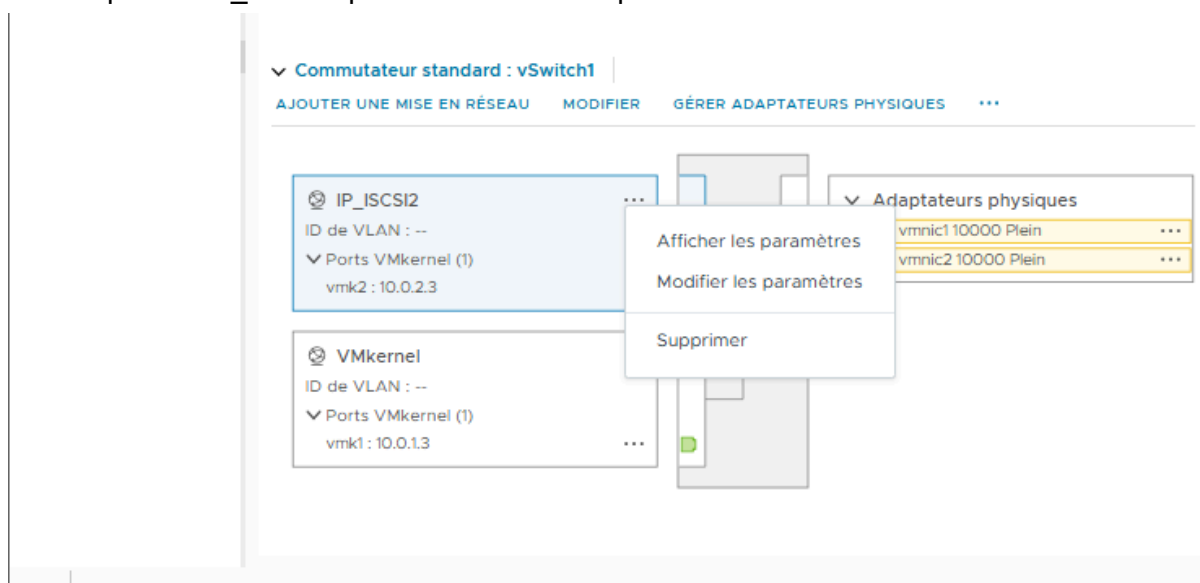 Commutateur standard : vSwitch1
AJOUTER UNE MISE EN RÉSEAU MODIFIER GÉRER ADAPTATEURS PHYSIQUES ...
IP_ISCSI2 ...
ID de VLAN : --
Ports VMkernel (1)
vmk2 : 10.0.2.3
Afficher les paramètres
Modifier les paramètres
Supprimer
Adaptateurs physiques
vmnic1 10000 Plein ...
vmnic2 10000 Plein ...
VMkernel
ID de VLAN : --
Ports VMkernel (1)
vmk1 : 10.0.1.3 ...